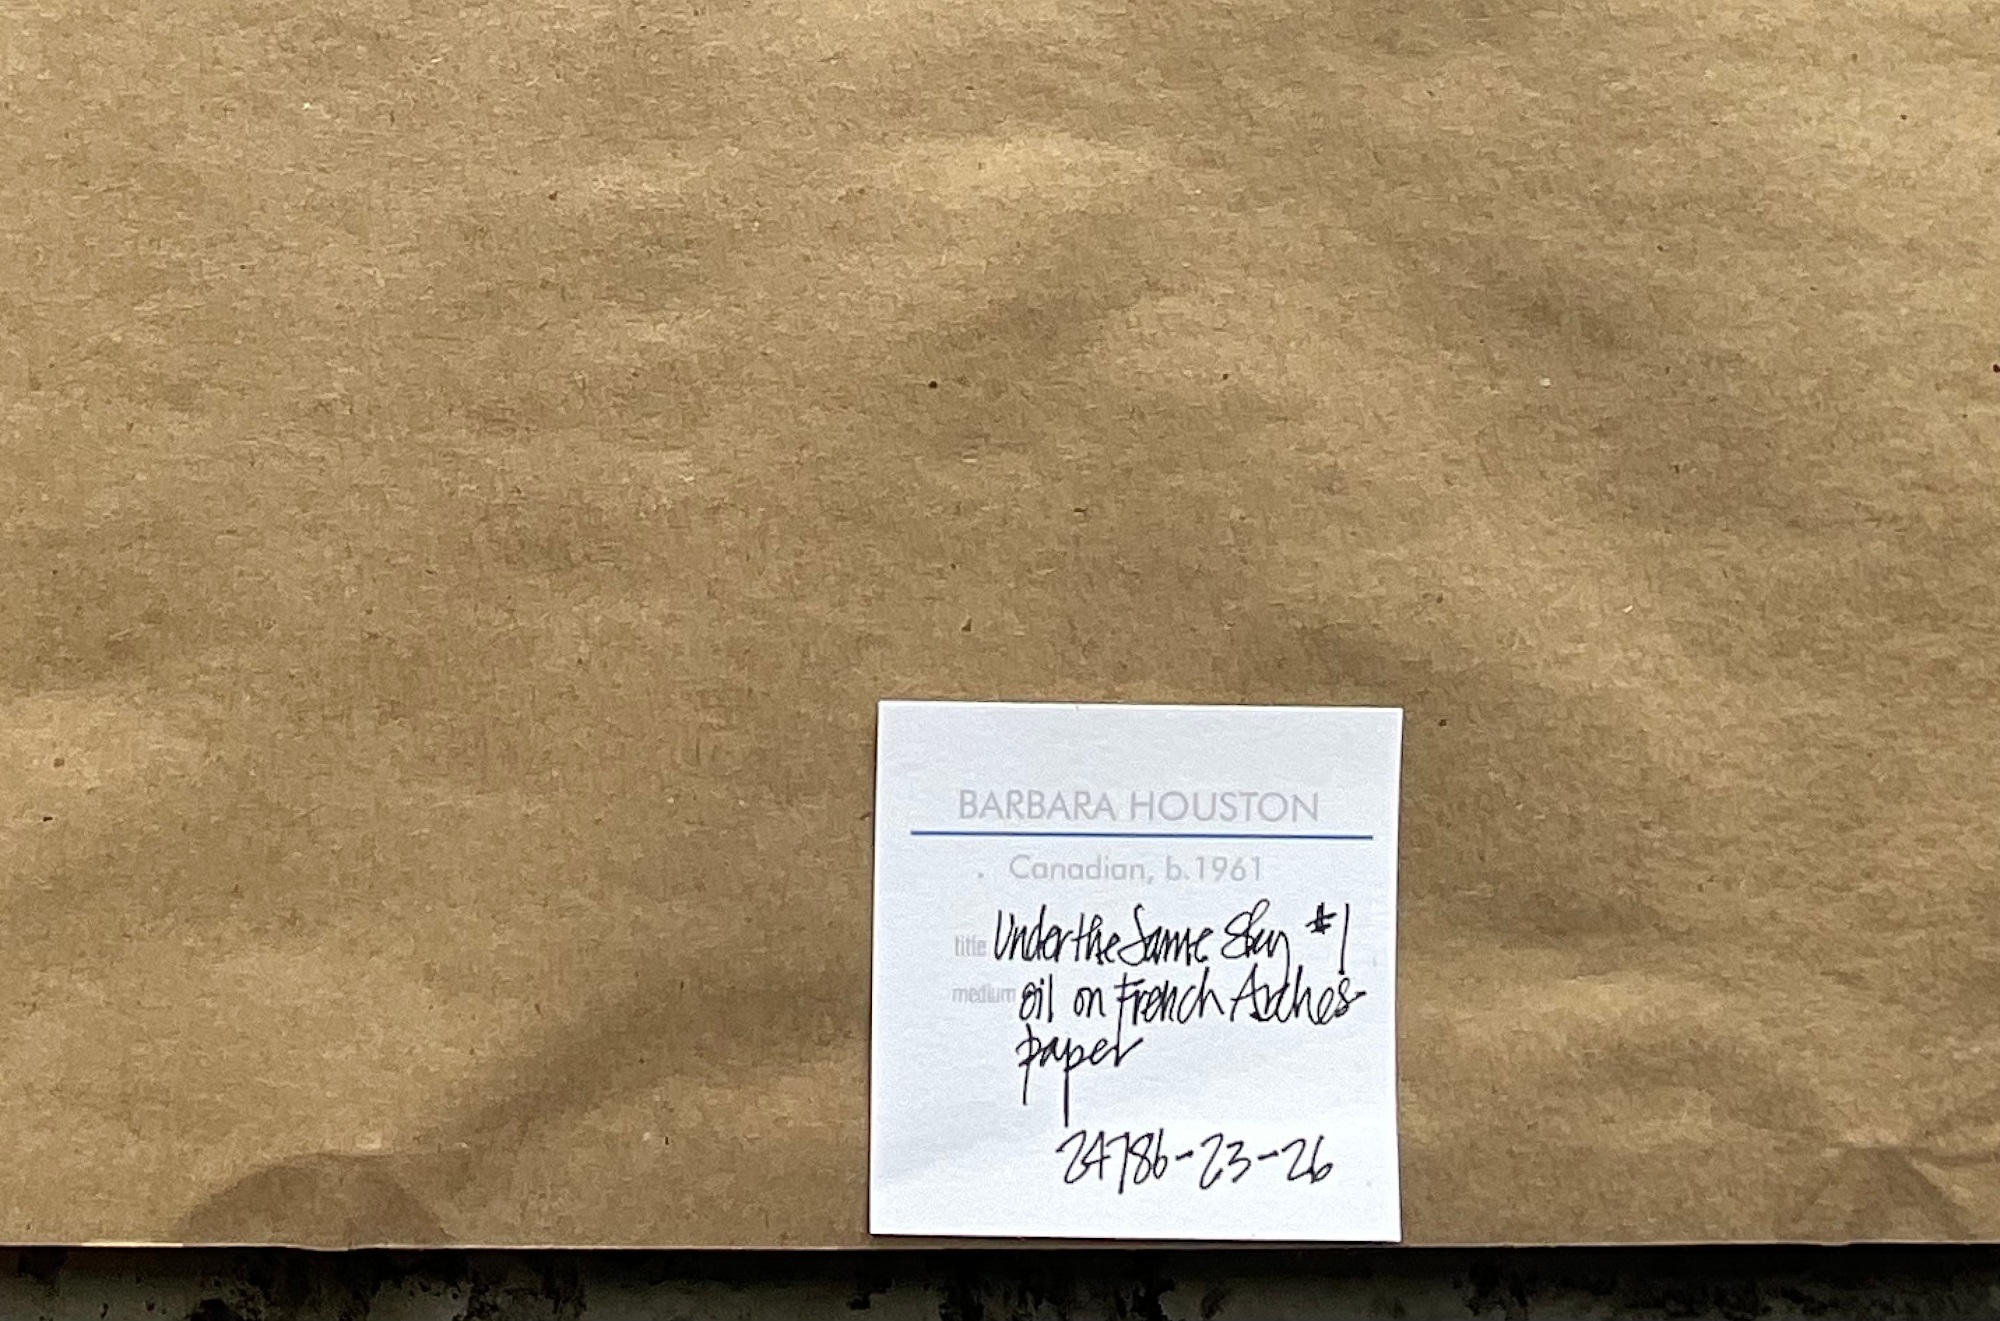 BARBARA HOUSTON
Canadian, b.1961
title Under the Same Sky #1
medium oil on French Arches
paper
24786-23-26